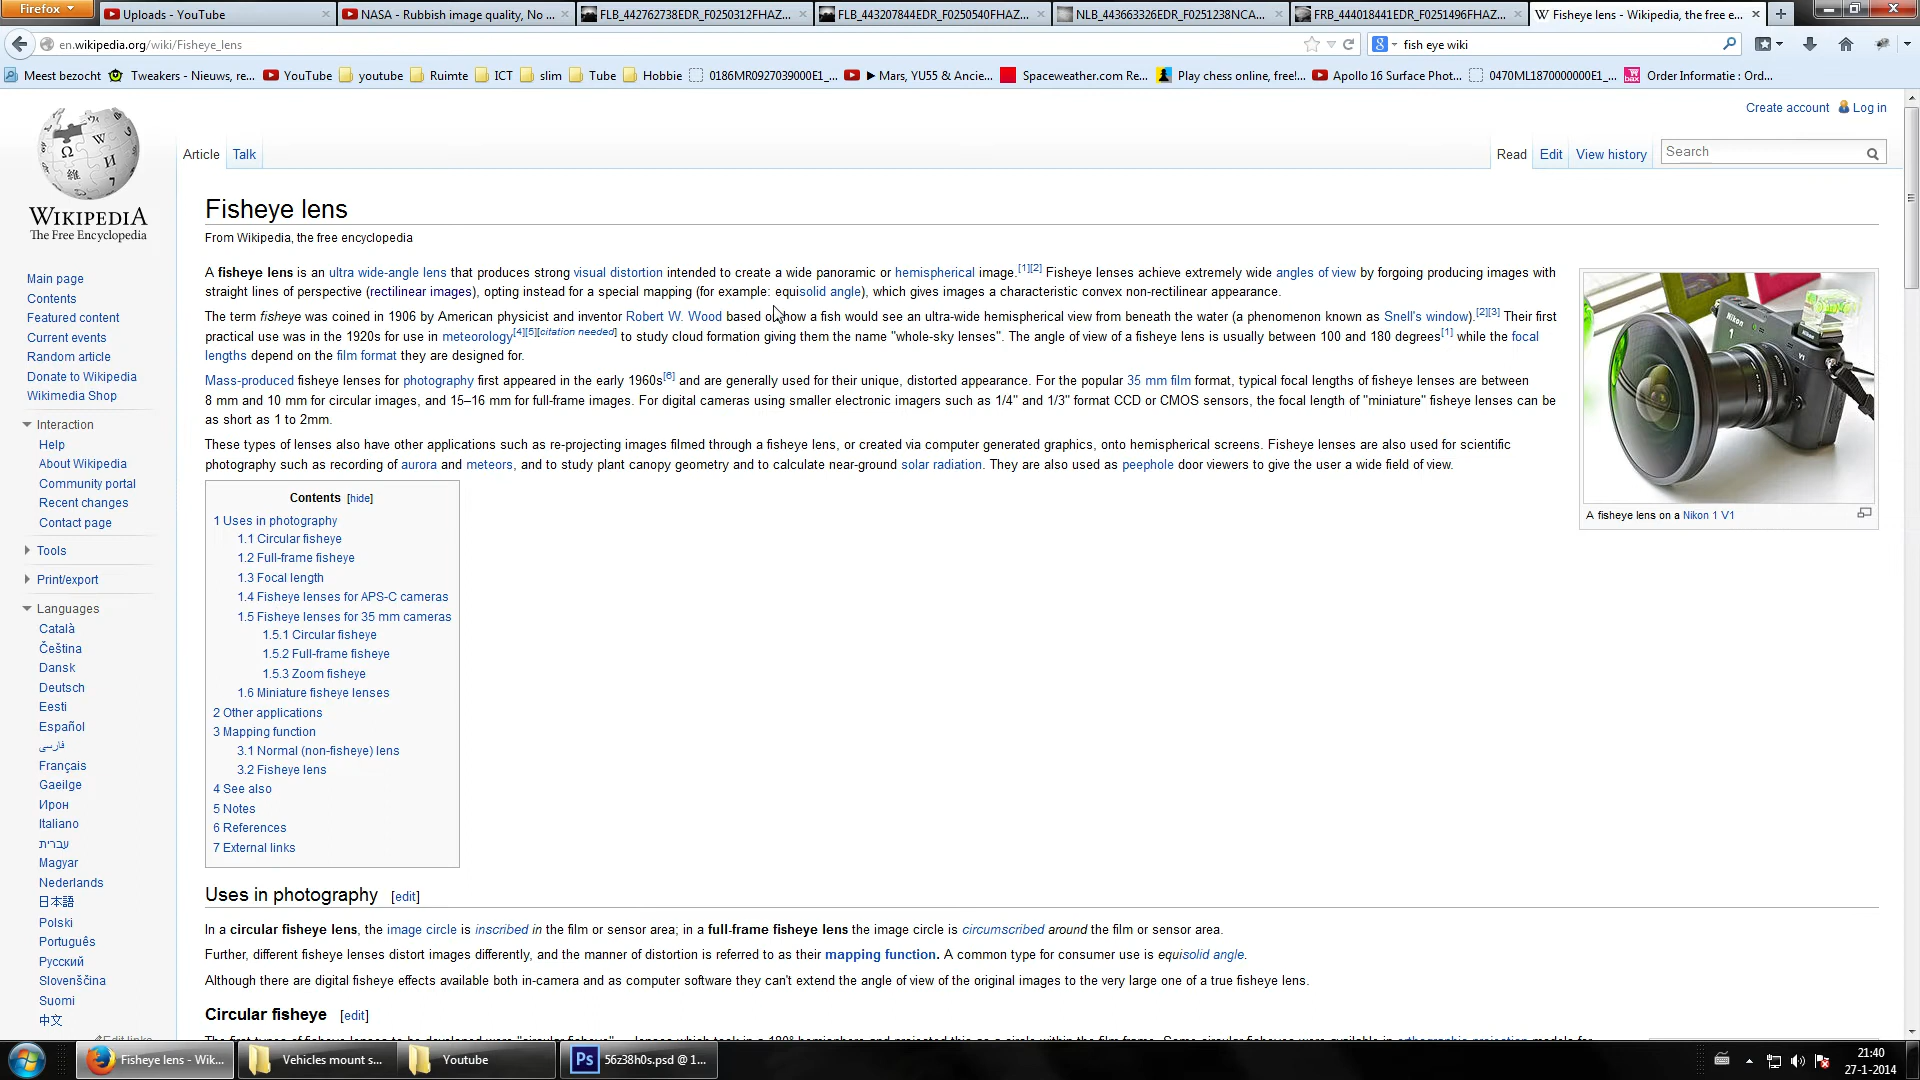 Firefox
Uploads - YouTube
NASA - Rubbish image quality, No ...
FLB_442762738EDR_F0250312FHAZ...
FLB_443207844EDR_F0250540FHAZ...
NLB_443663326EDR_F0251238NCA...
FRB_444018441EDR_F0251496FHAZ...
Fisheye lens - Wikipedia, the free e...
en.wikipedia.org/wiki/Fisheye_lens
fish eye wiki
Meest bezocht
Tweakers - Nieuws, re...
YouTube
youtube
Ruimte
ICT
slim
Tube
Hobbie
0186MR0927039000E1_...
► Mars, YU55 & Ancie...
Spaceweather.com Re...
Play chess online, free!...
Apollo 16 Surface Phot...
0470ML1870000000E1_...
Order Informatie : Ord...
Create account
Log in
Article
Talk
Read
Edit
View history
Search
WIKIPEDIA
The Free Encyclopedia
Main page
Contents
Featured content
Current events
Random article
Donate to Wikipedia
Wikimedia Shop
Interaction
Help
About Wikipedia
Community portal
Recent changes
Contact page
Tools
Print/export
Languages
Català
Čeština
Dansk
Deutsch
Eesti
Español
فارسی
Français
Gaeilge
Ирон
Italiano
עברית
Magyar
Nederlands
日本語
Polski
Português
Русский
Slovenščina
Suomi
中文
Edit links
Fisheye lens
From Wikipedia, the free encyclopedia
A fisheye lens is an ultra wide-angle lens that produces strong visual distortion intended to create a wide panoramic or hemispherical image.[1][2] Fisheye lenses achieve extremely wide angles of view by forgoing producing images with
straight lines of perspective (rectilinear images), opting instead for a special mapping (for example: equisolid angle), which gives images a characteristic convex non-rectilinear appearance.
The term fisheye was coined in 1906 by American physicist and inventor Robert W. Wood based on how a fish would see an ultra-wide hemispherical view from beneath the water (a phenomenon known as Snell's window).[2][3] Their first
practical use was in the 1920s for use in meteorology[4][5][citation needed] to study cloud formation giving them the name "whole-sky lenses". The angle of view of a fisheye lens is usually between 100 and 180 degrees[1] while the focal
lengths depend on the film format they are designed for.
Mass-produced fisheye lenses for photography first appeared in the early 1960s[6] and are generally used for their unique, distorted appearance. For the popular 35 mm film format, typical focal lengths of fisheye lenses are between
8 mm and 10 mm for circular images, and 15–16 mm for full-frame images. For digital cameras using smaller electronic imagers such as 1/4" and 1/3" format CCD or CMOS sensors, the focal length of "miniature" fisheye lenses can be
as short as 1 to 2mm.
These types of lenses also have other applications such as re-projecting images filmed through a fisheye lens, or created via computer generated graphics, onto hemispherical screens. Fisheye lenses are also used for scientific
photography such as recording of aurora and meteors, and to study plant canopy geometry and to calculate near-ground solar radiation. They are also used as peephole door viewers to give the user a wide field of view.
Nikon
1
V1
A fisheye lens on a Nikon 1 V1
Contents [hide]
1 Uses in photography
1.1 Circular fisheye
1.2 Full-frame fisheye
1.3 Focal length
1.4 Fisheye lenses for APS-C cameras
1.5 Fisheye lenses for 35 mm cameras
1.5.1 Circular fisheye
1.5.2 Full-frame fisheye
1.5.3 Zoom fisheye
1.6 Miniature fisheye lenses
2 Other applications
3 Mapping function
3.1 Normal (non-fisheye) lens
3.2 Fisheye lens
4 See also
5 Notes
6 References
7 External links
Uses in photography [edit]
In a circular fisheye lens, the image circle is inscribed in the film or sensor area; in a full-frame fisheye lens the image circle is circumscribed around the film or sensor area.
Further, different fisheye lenses distort images differently, and the manner of distortion is referred to as their mapping function. A common type for consumer use is equisolid angle.
Although there are digital fisheye effects available both in-camera and as computer software they can't extend the angle of view of the original images to the very large one of a true fisheye lens.
Circular fisheye [edit]
Fisheye lens - Wik...
Vehicles mount s...
Youtube
Ps
56z38h0s.psd @ 1...
21:40
27-1-2014